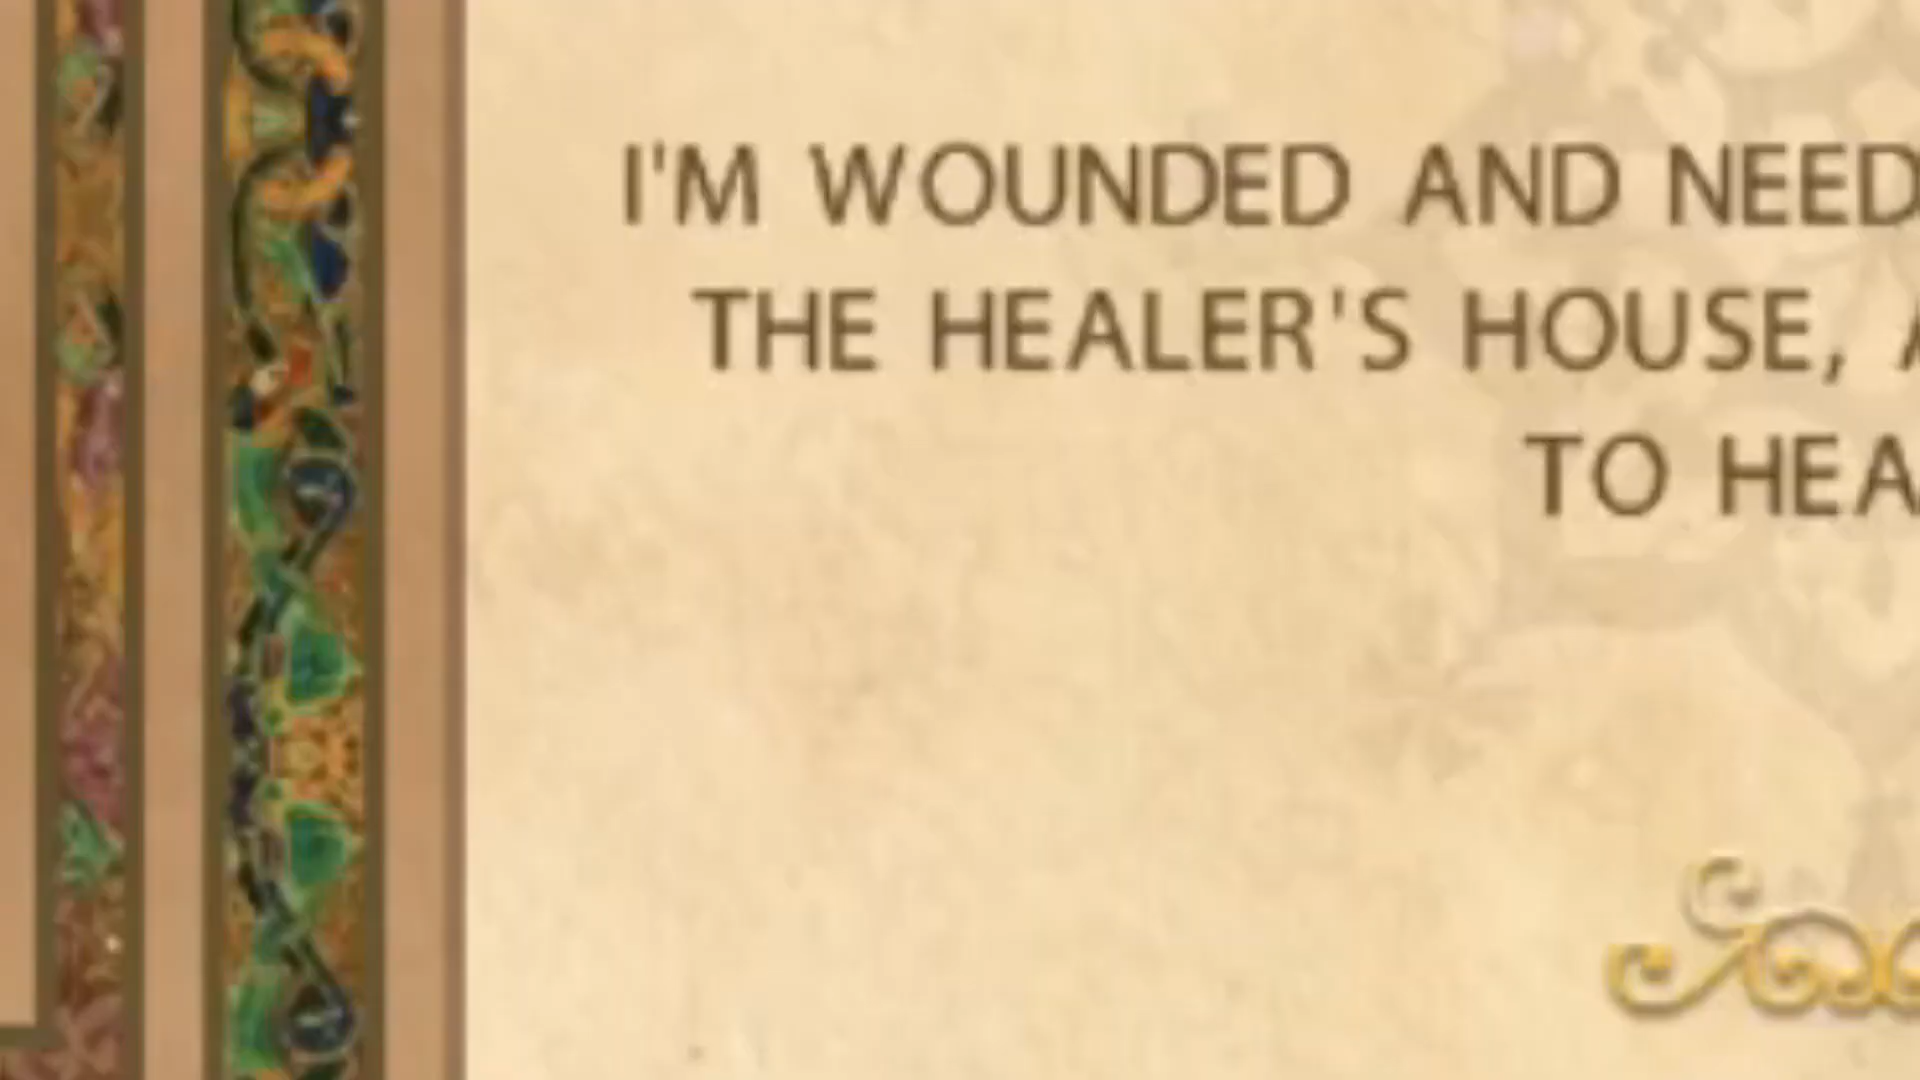 I'M WOUNDED AND NEED
THE HEALER'S HOUSE,
TO